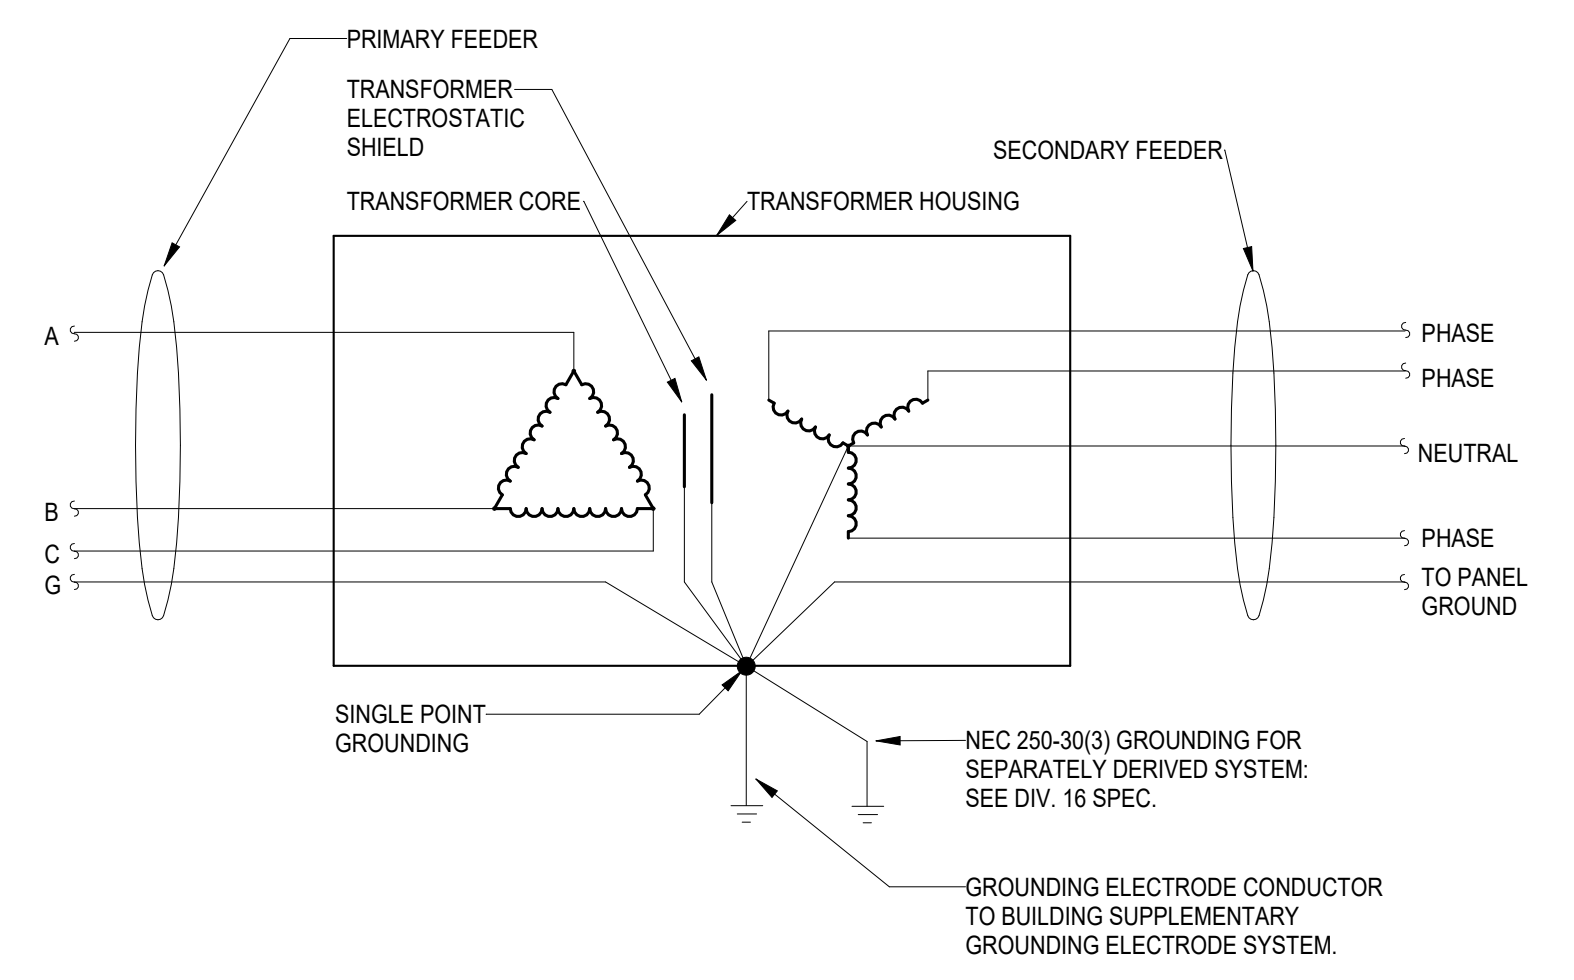 PRIMARY FEEDER
TRANSFORMER
ELECTROSTATIC
SHIELD
SECONDARY FEEDER
TRANSFORMER CORE
TRANSFORMER HOUSING
A
B
C
G
PHASE
PHASE
NEUTRAL
PHASE
TO PANEL
GROUND
SINGLE POINT
GROUNDING
NEC 250-30(3) GROUNDING FOR
SEPARATELY DERIVED SYSTEM:
SEE DIV. 16 SPEC.
GROUNDING ELECTRODE CONDUCTOR
TO BUILDING SUPPLEMENTARY
GROUNDING ELECTRODE SYSTEM.